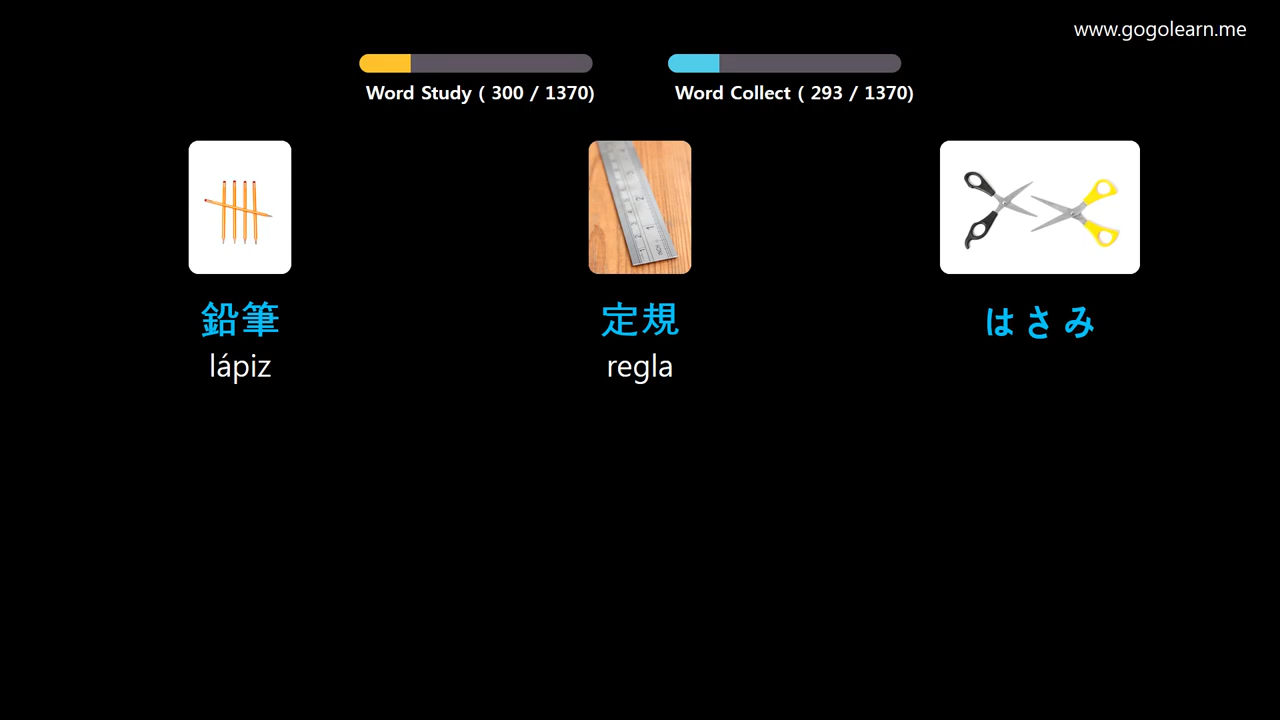 www.gogolearn.me
Word Study ( 300 / 1370)
Word Collect ( 293 / 1370)
鉛筆
定規
はさみ
lápiz
regla